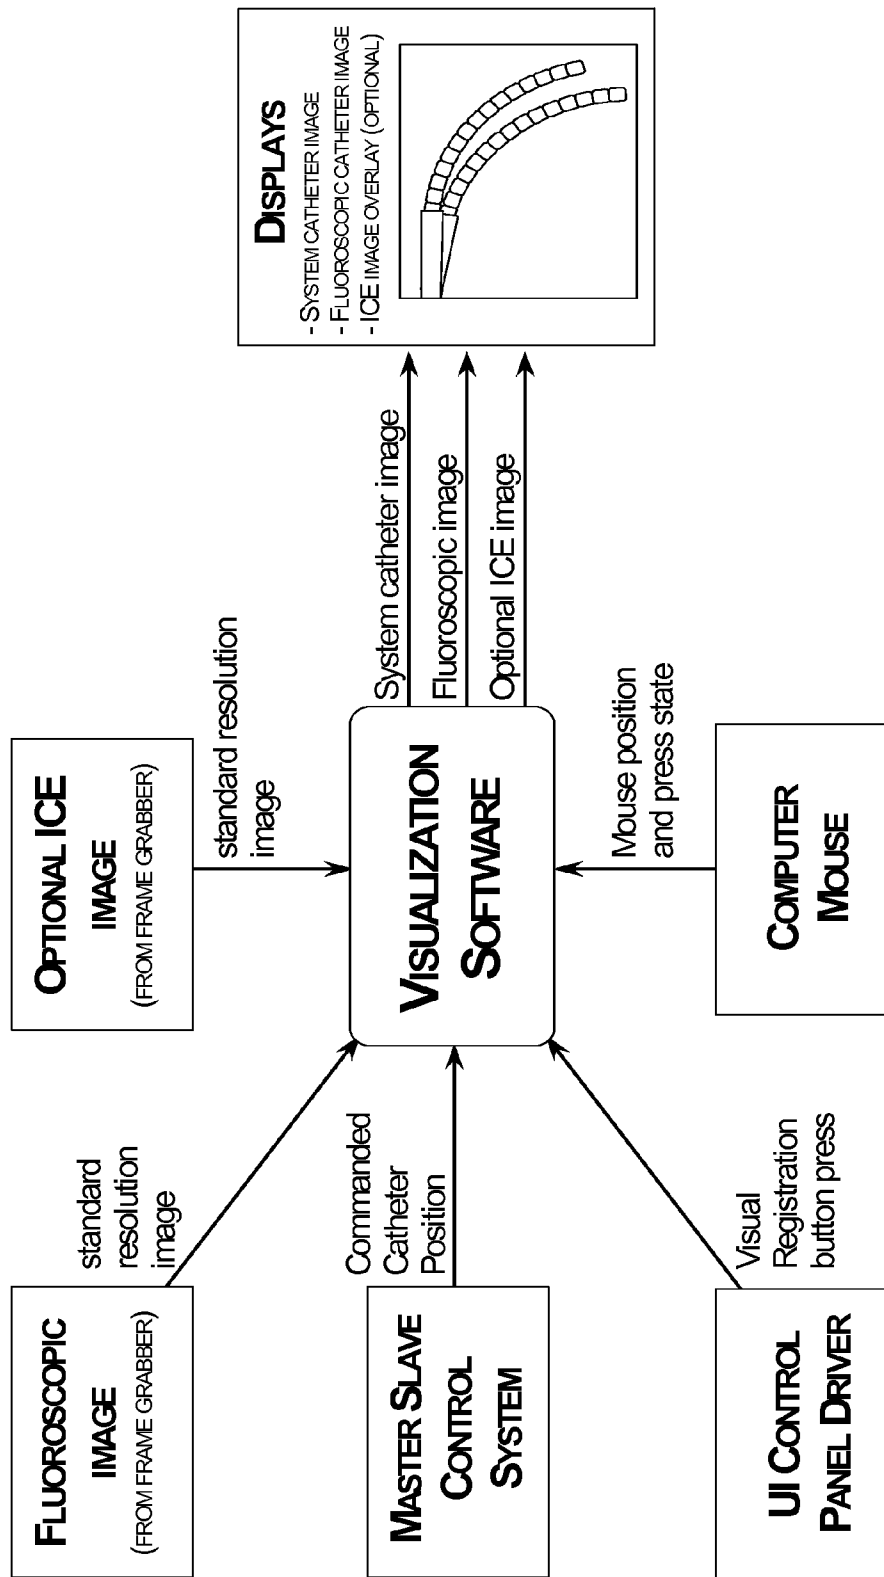 FLUOROSCOPIC
IMAGE
(FROM FRAME GRABBER)
standard
resolution
image
OPTIONAL ICE
IMAGE
(FROM FRAME GRABBER)
standard resolution
image
MASTER SLAVE
CONTROL
SYSTEM
Commanded
Catheter
Position
VISUALIZATION
SOFTWARE
System catheter image
Fluoroscopic image
Optional ICE image
DISPLAYS
- SYSTEM CATHETER IMAGE
- FLUOROSCOPIC CATHETER IMAGE
- ICE IMAGE OVERLAY (OPTIONAL)
UI CONTROL
PANEL DRIVER
Visual
Registration
button press
COMPUTER
MOUSE
Mouse position
and press state